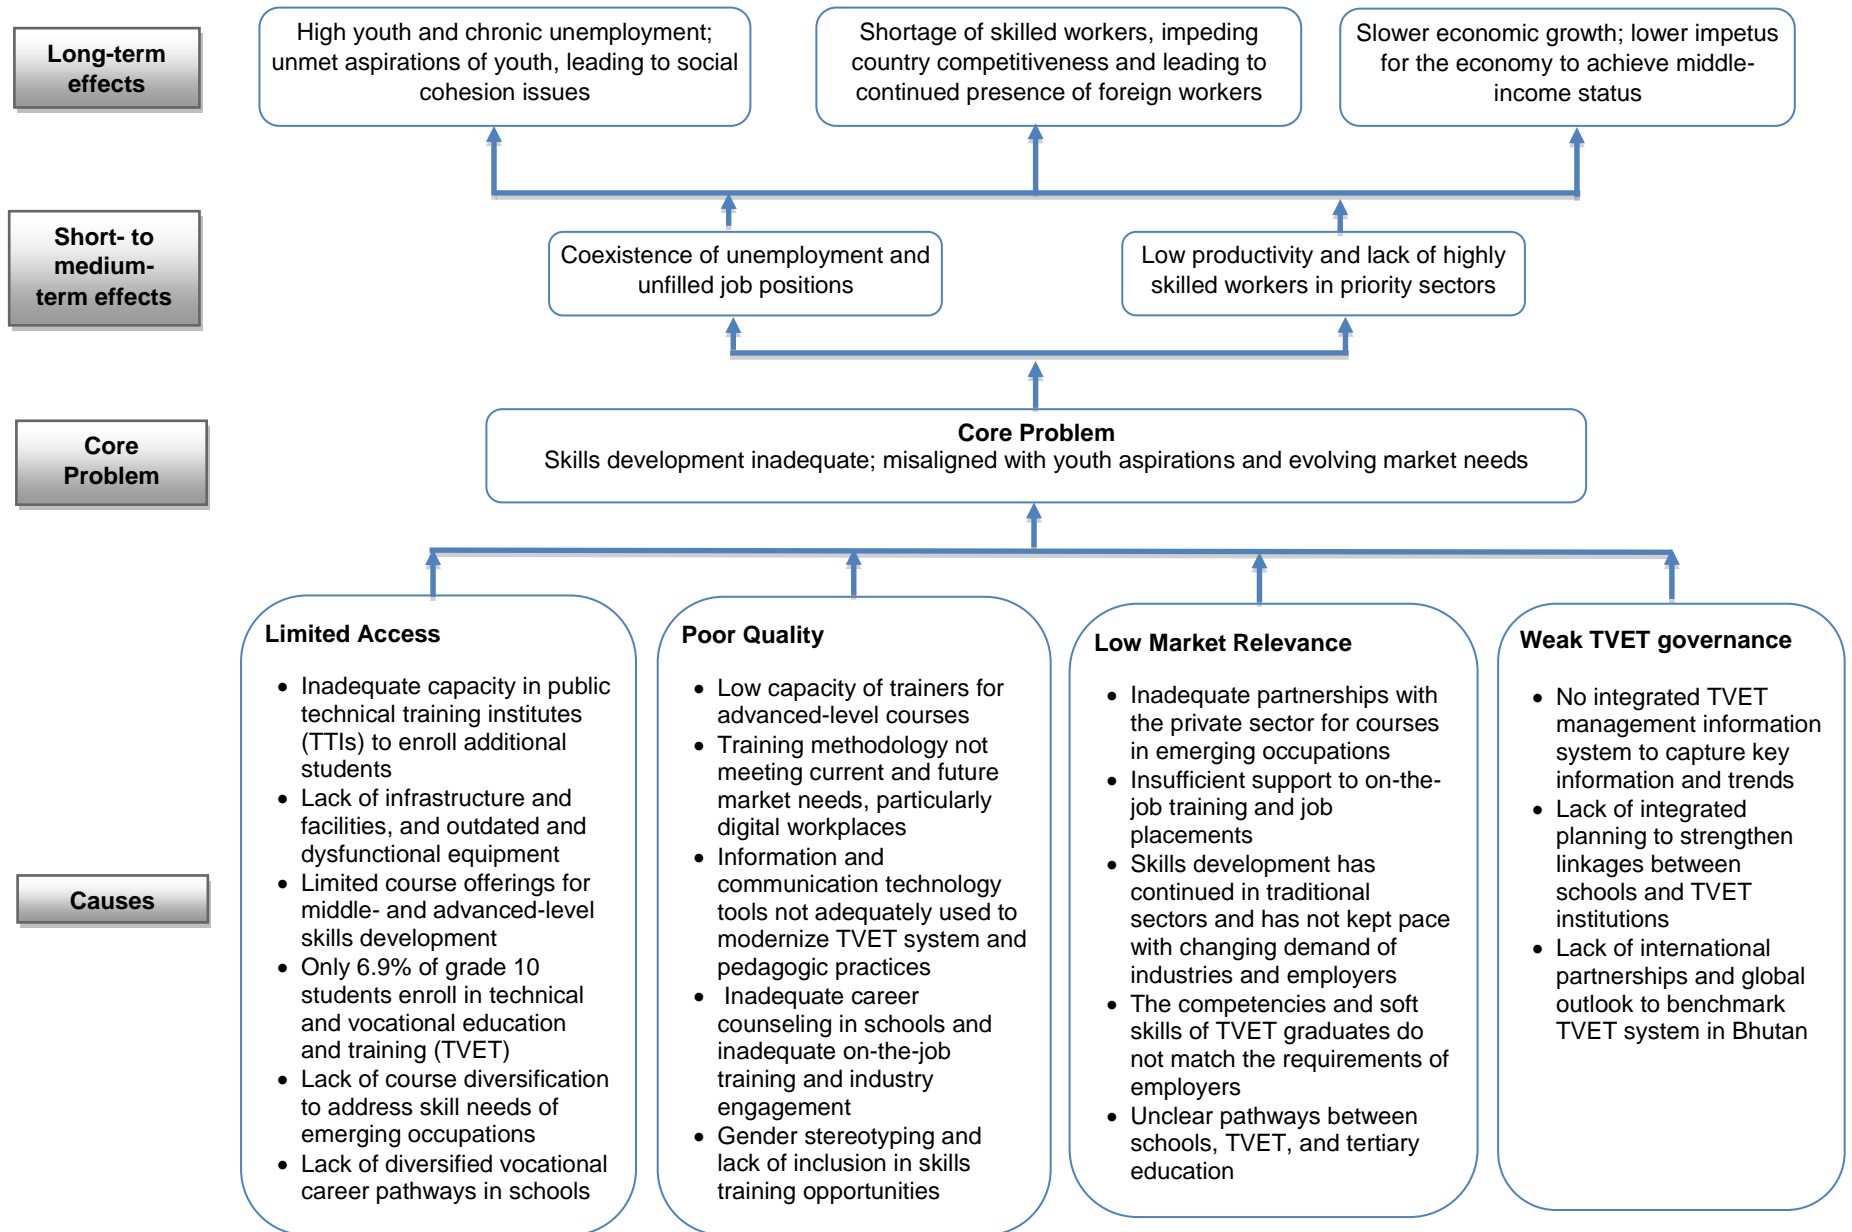 Long-term
effects
High youth and chronic unemployment;
unmet aspirations of youth, leading to social
cohesion issues
Shortage of skilled workers, impeding
country competitiveness and leading to
continued presence of foreign workers
Slower economic growth; lower impetus
for the economy to achieve middle-
income status
Short- to
medium-
term effects
Coexistence of unemployment and
unfilled job positions
Low productivity and lack of highly
skilled workers in priority sectors
Core
Problem
Core Problem
Skills development inadequate; misaligned with youth aspirations and evolving market needs
Causes
Limited Access
• Inadequate capacity in public
technical training institutes
(TTIs) to enroll additional
students
• Lack of infrastructure and
facilities, and outdated and
dysfunctional equipment
• Limited course offerings for
middle- and advanced-level
skills development
• Only 6.9% of grade 10
students enroll in technical
and vocational education
and training (TVET)
• Lack of course diversification
to address skill needs of
emerging occupations
• Lack of diversified vocational
career pathways in schools
Poor Quality
• Low capacity of trainers for
advanced-level courses
• Training methodology not
meeting current and future
market needs, particularly
digital workplaces
• Information and
communication technology
tools not adequately used to
modernize TVET system and
pedagogic practices
• Inadequate career
counseling in schools and
inadequate on-the-job
training and industry
engagement
• Gender stereotyping and
lack of inclusion in skills
training opportunities
Low Market Relevance
• Inadequate partnerships with
the private sector for courses
in emerging occupations
• Insufficient support to on-the-
job training and job
placements
• Skills development has
continued in traditional
sectors and has not kept pace
with changing demand of
industries and employers
• The competencies and soft
skills of TVET graduates do
not match the requirements of
employers
• Unclear pathways between
schools, TVET, and tertiary
education
Weak TVET governance
• No integrated TVET
management information
system to capture key
information and trends
• Lack of integrated
planning to strengthen
linkages between
schools and TVET
institutions
• Lack of international
partnerships and global
outlook to benchmark
TVET system in Bhutan